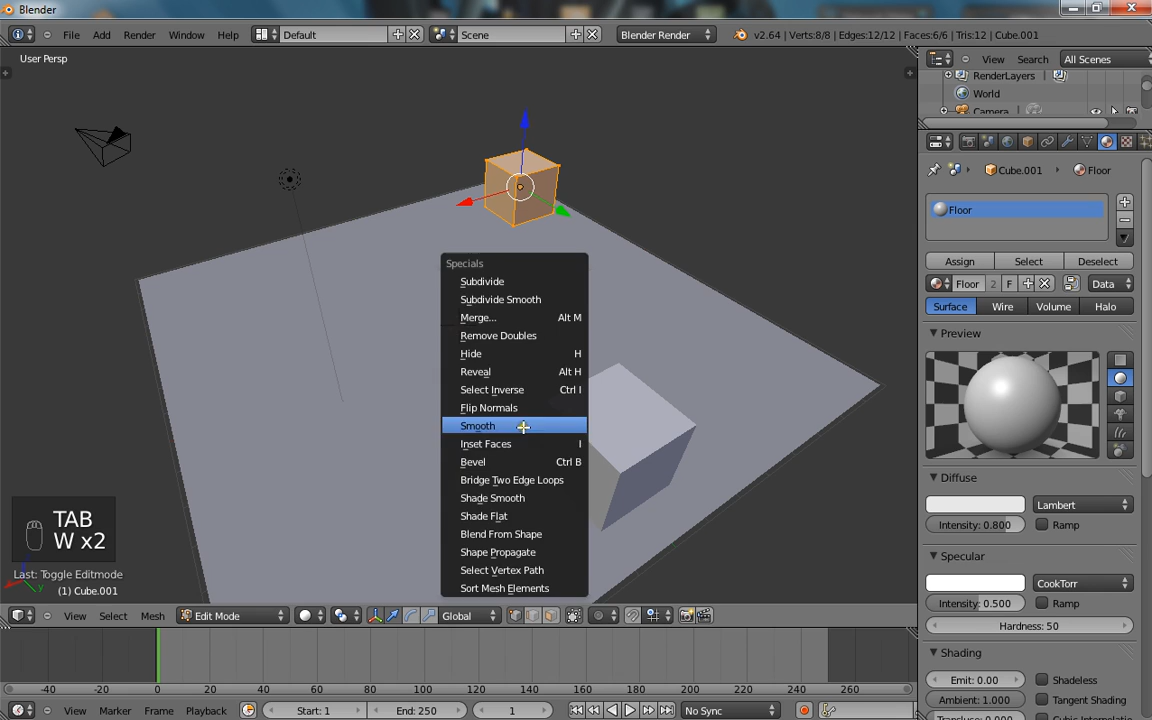 Blender
File Add Render Window Help Default Scene Blender Render v2.64 | Verts:8/8 | Edges:12/12 | Faces:6/6 | Tris:12 | Cube.001
User Persp
View Search All Scenes
RenderLayers
World
Camera
Cube.001 Floor
Floor
Assign Select Deselect
Floor 2 F Data
Surface Wire Volume Halo
Preview
Diffuse
Lambert
Intensity: 0.800 Ramp
Specular
CookTorr
Intensity: 0.500 Ramp
Hardness: 50
Shading
Emit: 0.00 Shadeless
Ambient: 1.000 Tangent Shading
Specials
Subdivide
Subdivide Smooth
Merge... Alt M
Remove Doubles
Hide H
Reveal Alt H
Select Inverse Ctrl I
Flip Normals
Smooth
Inset Faces I
Bevel Ctrl B
Bridge Two Edge Loops
Shade Smooth
Shade Flat
Blend From Shape
Shape Propagate
Select Vertex Path
Sort Mesh Elements
TAB
W x2
Last: Toggle Editmode
(1) Cube.001
View Select Mesh Edit Mode Global
-40 -20 0 20 40 60 80 100 120 140 160 180 200 220 240 260
View Marker Frame Playback Start: 1 End: 250 1 No Sync